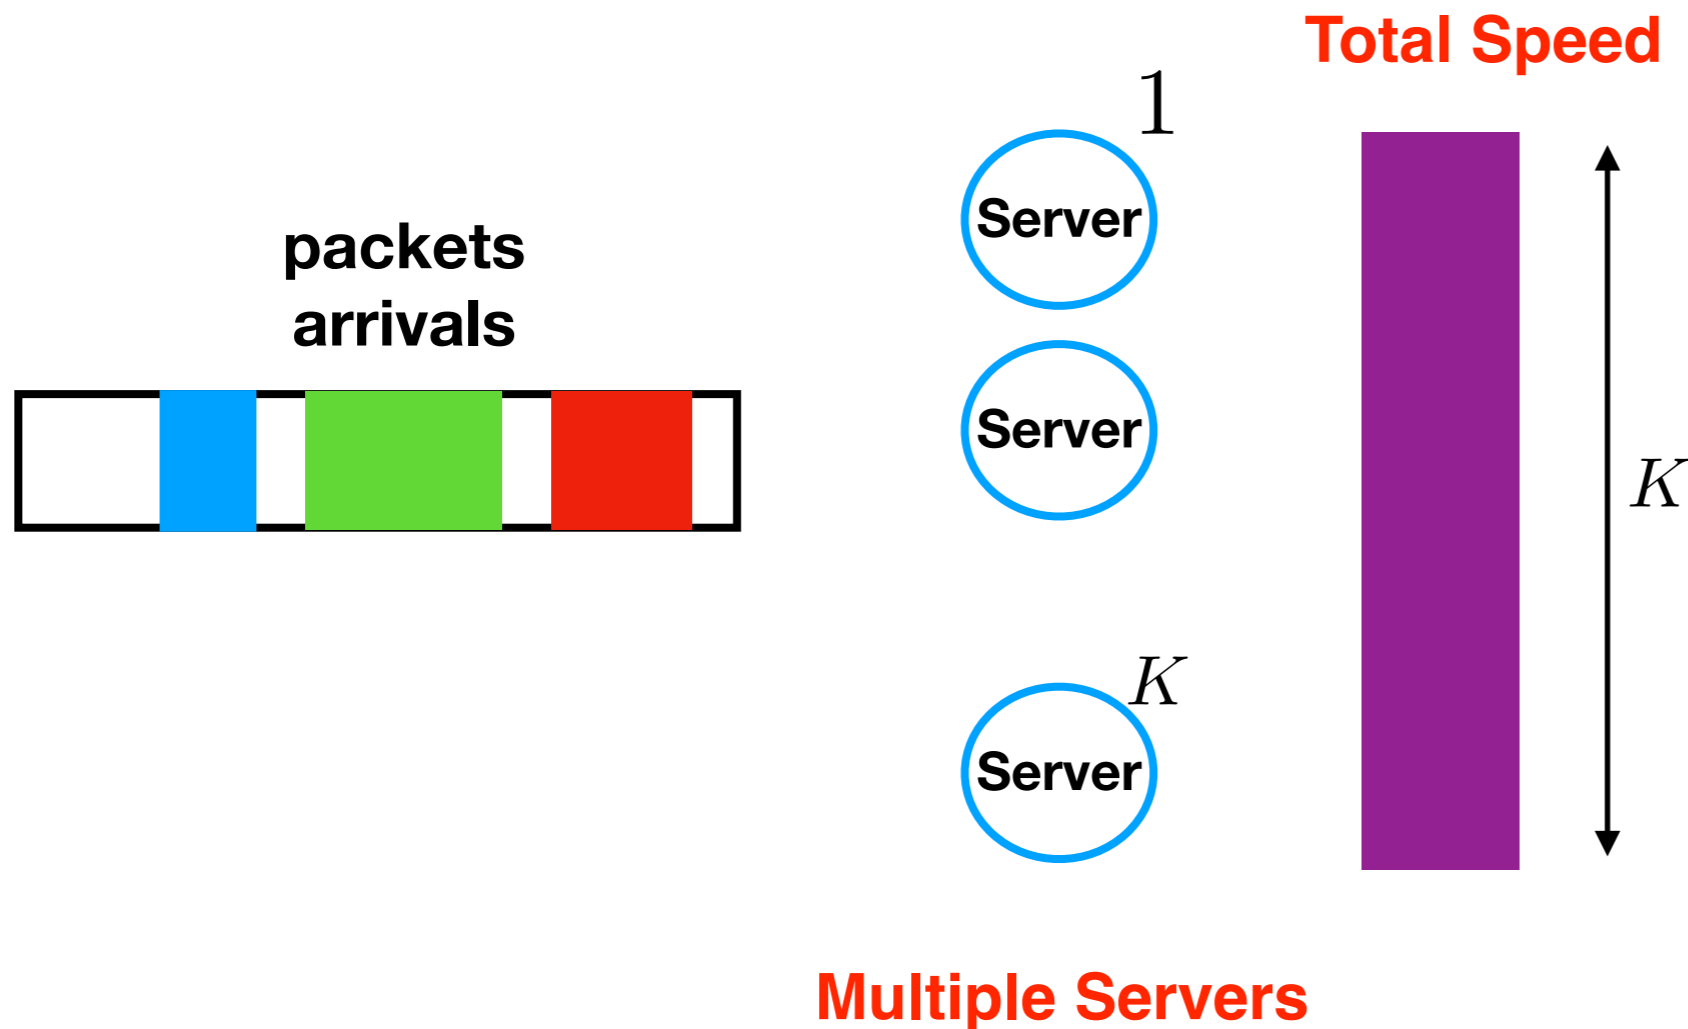 Total Speed
1
Server
packets
arrivals
Server
K
K
Server
Multiple Servers